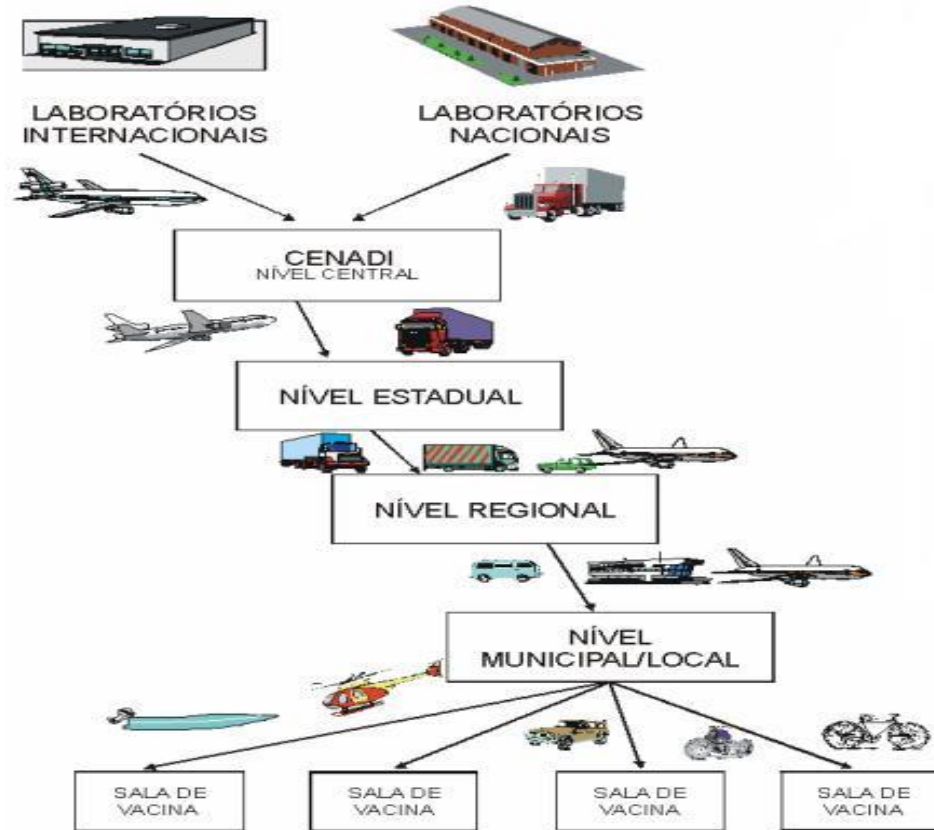 LABORATÓRIOS
INTERNACIONAIS
LABORATÓRIOS
NACIONAIS
CENADI
NÍVEL CENTRAL
NÍVEL ESTADUAL
NÍVEL REGIONAL
NÍVEL
MUNICIPAL/LOCAL
SALA DE
VACINA
SALA DE
VACINA
SALA DE
VACINA
SALA DE
VACINA